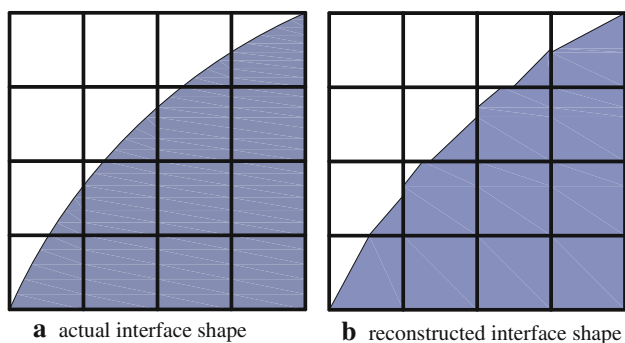 a actual interface shape
b reconstructed interface shape